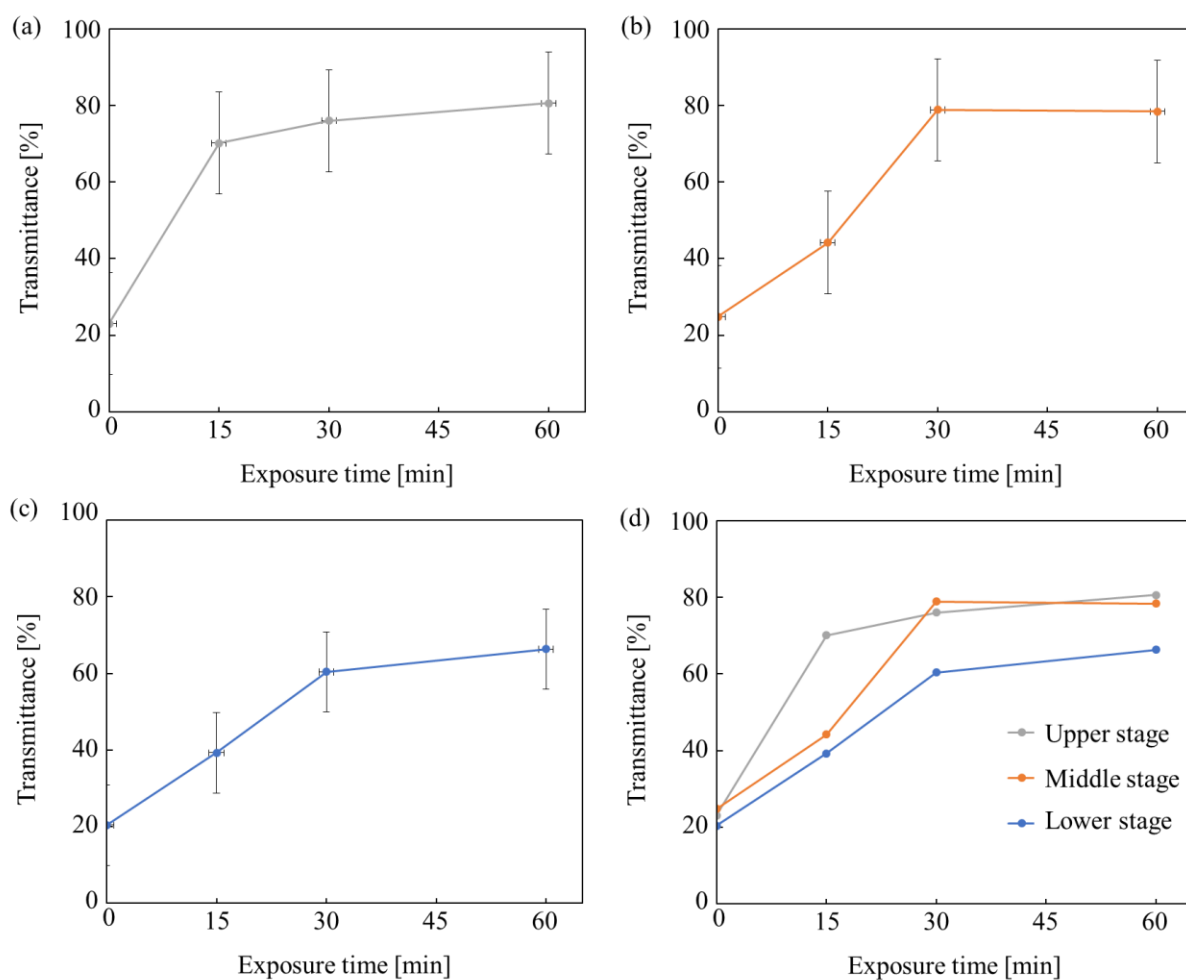 (a)
100
80
60
40
20
0
Transmittance [%]
0 15 30 45 60
Exposure time [min]
(b)
100
80
60
40
20
0
Transmittance [%]
0 15 30 45 60
Exposure time [min]
(c)
100
80
60
40
20
0
Transmittance [%]
0 15 30 45 60
Exposure time [min]
(d)
100
80
60
40
20
0
Transmittance [%]
Upper stage
Middle stage
Lower stage
0 15 30 45 60
Exposure time [min]